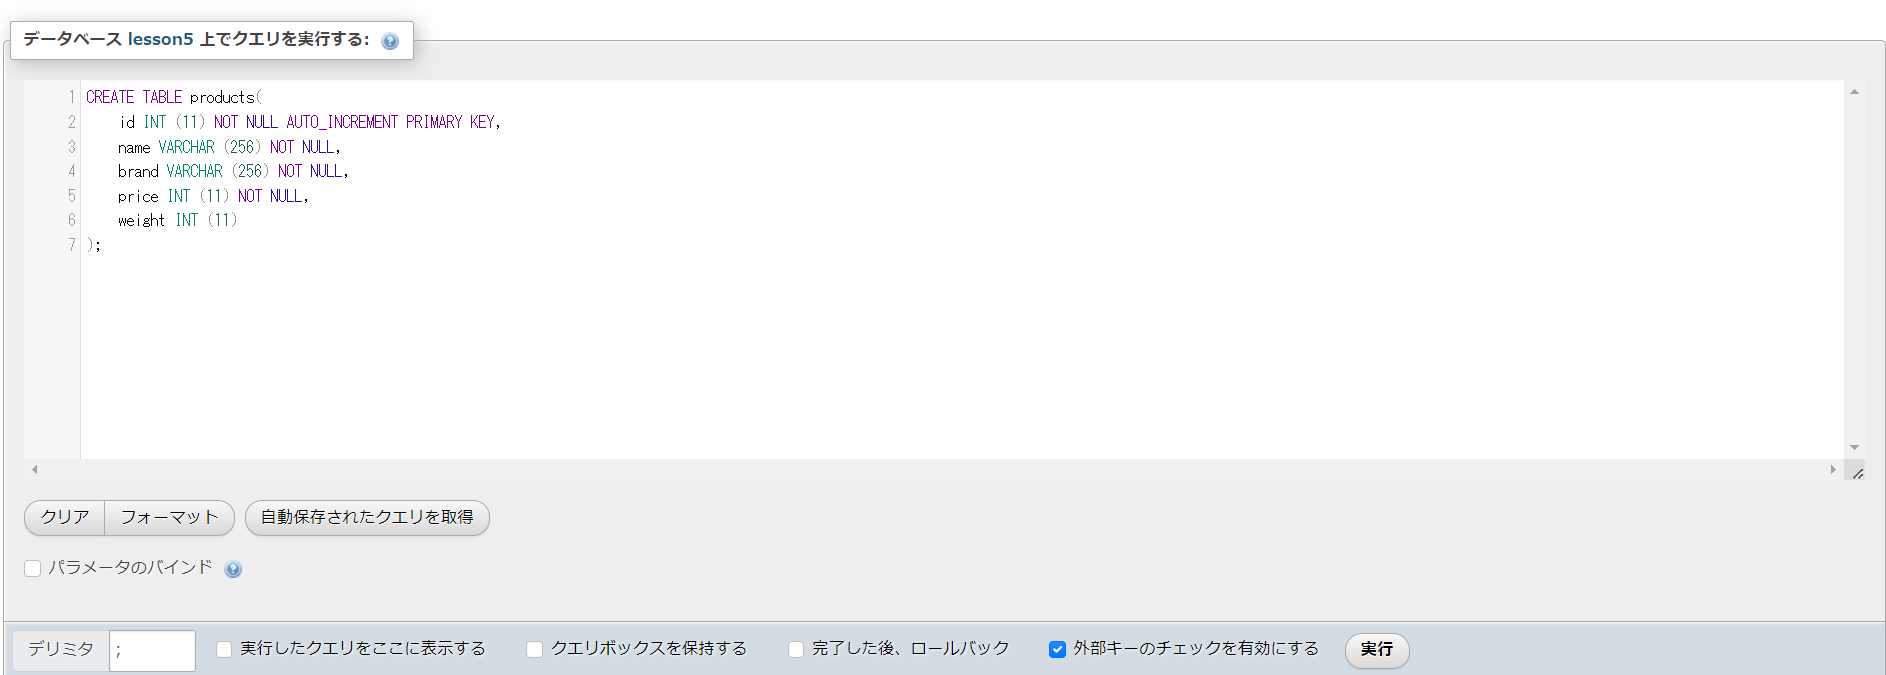 データベース lesson5 上でクエリを実行する:
1 CREATE TABLE products(
2 id INT (11) NOT NULL AUTO_INCREMENT PRIMARY KEY,
3 name VARCHAR (256) NOT NULL,
4 brand VARCHAR (256) NOT NULL,
5 price INT (11) NOT NULL,
6 weight INT (11)
7 );
クリア フォーマット 自動保存されたクエリを取得
パラメータのバインド
デリミタ ; 実行したクエリをここに表示する クエリボックスを保持する 完了した後、ロールバック 外部キーのチェックを有効にする 実行